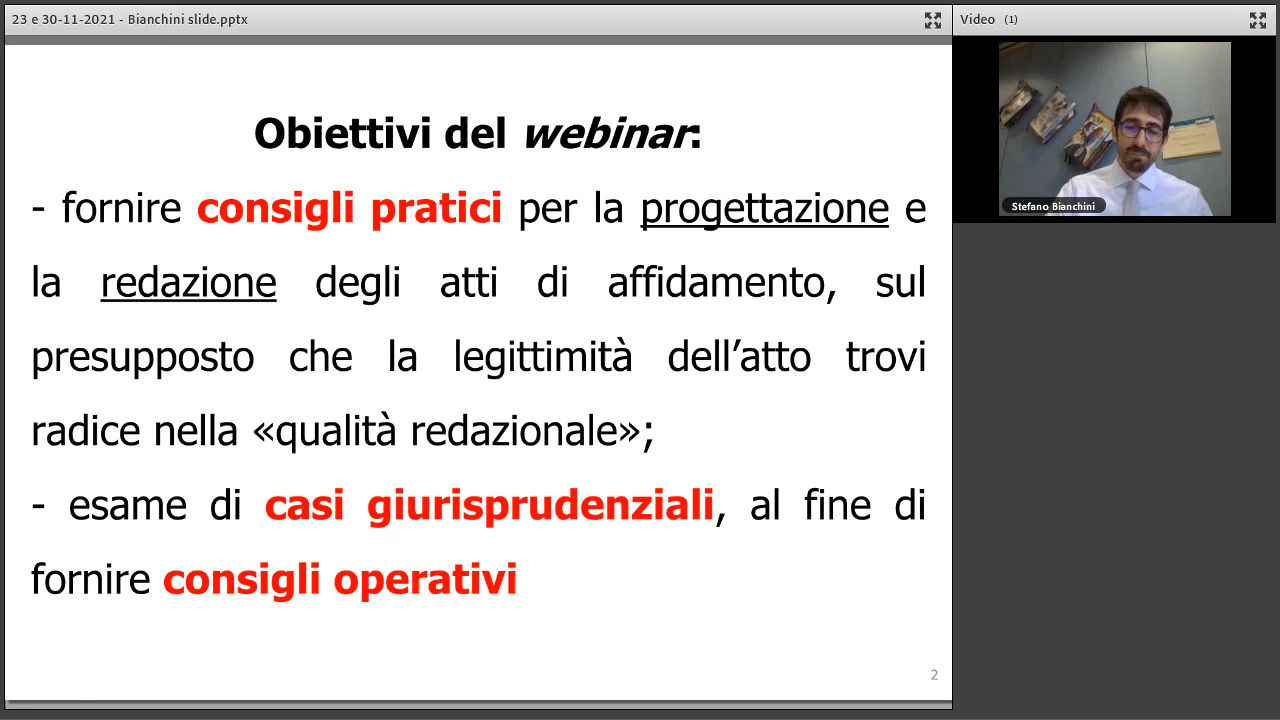 23 e 30-11-2021 - Bianchini slide.pptx
Video (1)
Obiettivi del webinar:
- fornire consigli pratici per la progettazione e
la redazione degli atti di affidamento, sul
presupposto che la legittimità dell’atto trovi
radice nella «qualità redazionale»;
- esame di casi giurisprudenziali, al fine di
fornire consigli operativi
2
Stefano Bianchini